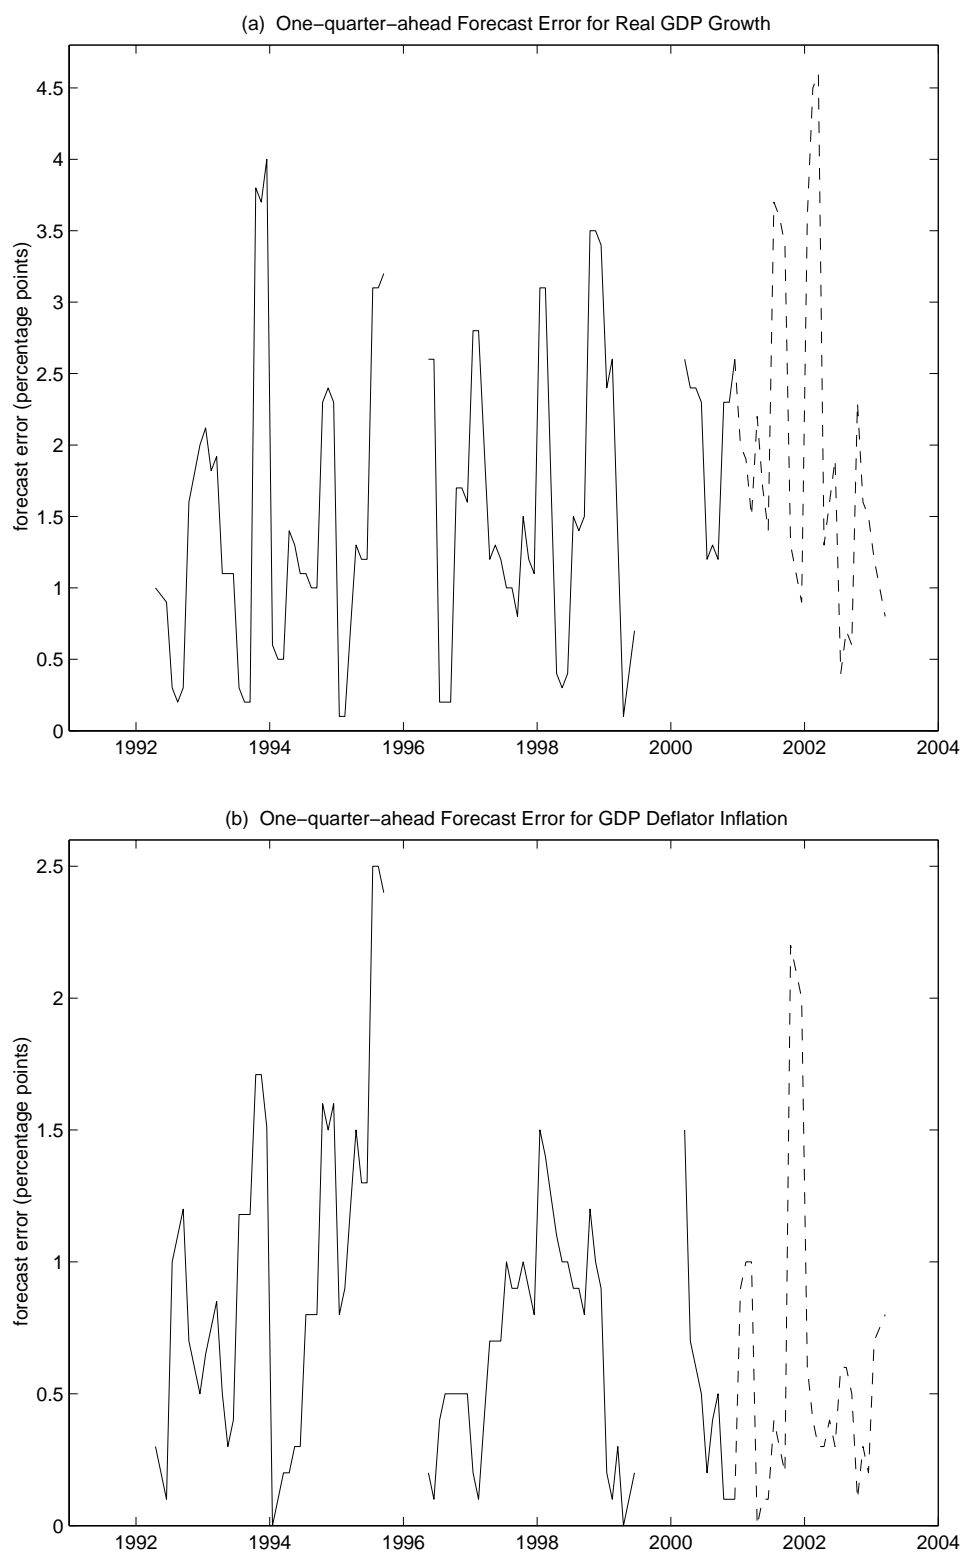 (a) One−quarter−ahead Forecast Error for Real GDP Growth
forecast error (percentage points)
4.5
4
3.5
3
2.5
2
1.5
1
0.5
0
1992 1994 1996 1998 2000 2002 2004
(b) One−quarter−ahead Forecast Error for GDP Deflator Inflation
forecast error (percentage points)
2.5
2
1.5
1
0.5
0
1992 1994 1996 1998 2000 2002 2004